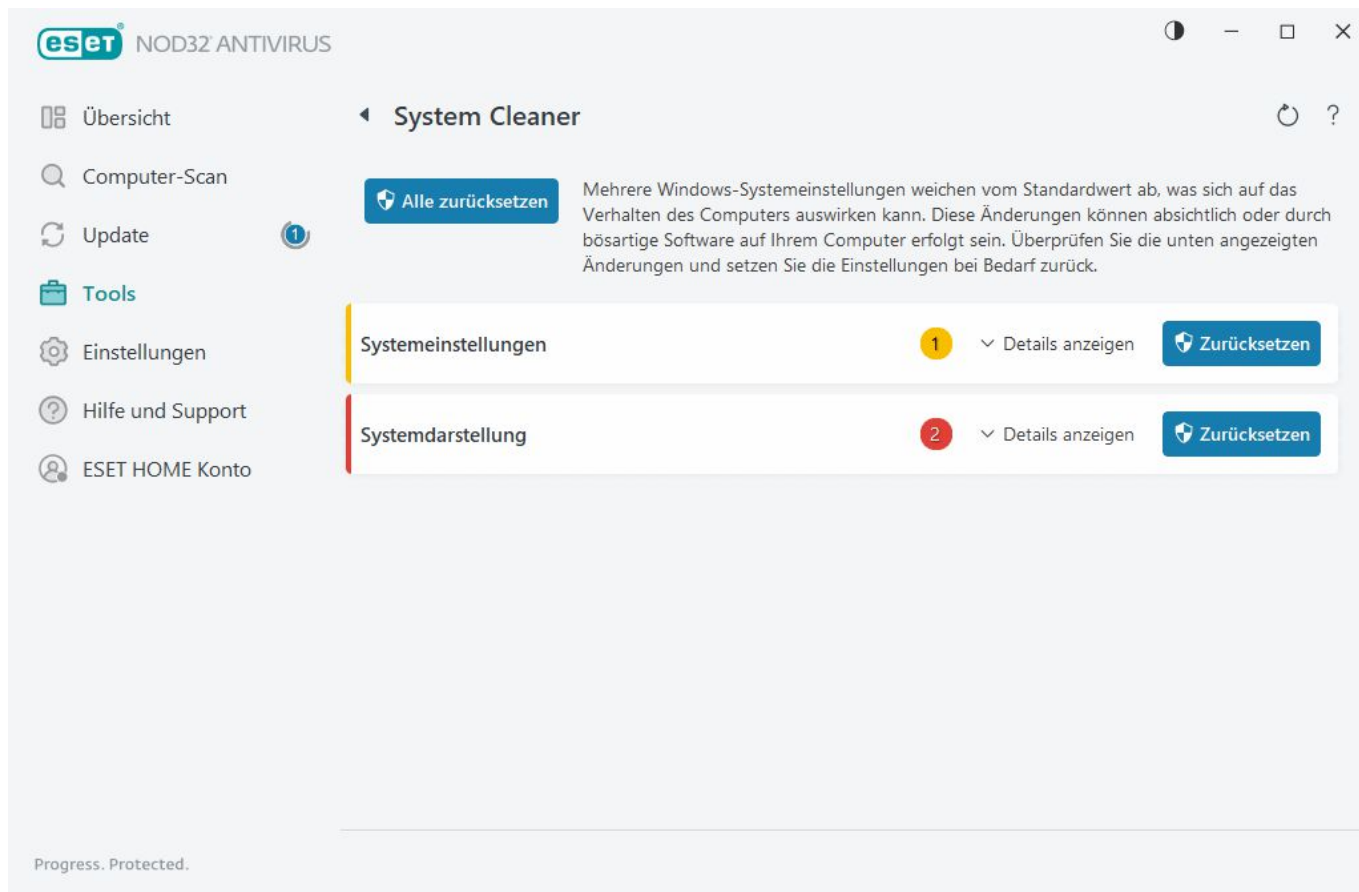 eset® NOD32® ANTIVIRUS
Übersicht
Computer-Scan
Update 1
Tools
Einstellungen
Hilfe und Support
ESET HOME Konto
System Cleaner ?
Alle zurücksetzen
Mehrere Windows-Systemeinstellungen weichen vom Standardwert ab, was sich auf das
Verhalten des Computers auswirken kann. Diese Änderungen können absichtlich oder durch
bösartige Software auf Ihrem Computer erfolgt sein. Überprüfen Sie die unten angezeigten
Änderungen und setzen Sie die Einstellungen bei Bedarf zurück.
Systemeinstellungen 1 Details anzeigen Zurücksetzen
Systemdarstellung 2 Details anzeigen Zurücksetzen
Progress. Protected.